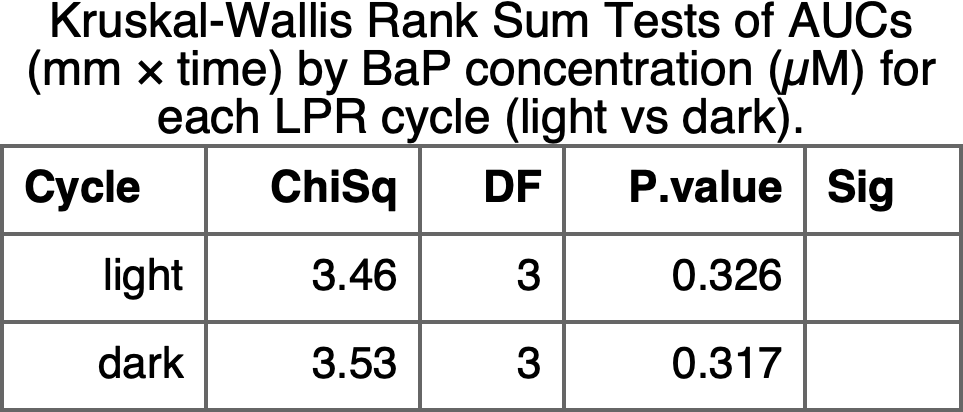 Kruskal-Wallis Rank Sum Tests of AUCs
(mm × time) by BaP concentration (µM) for
each LPR cycle (light vs dark).
Cycle ChiSq DF P.value Sig
light 3.46 3 0.326
dark 3.53 3 0.317